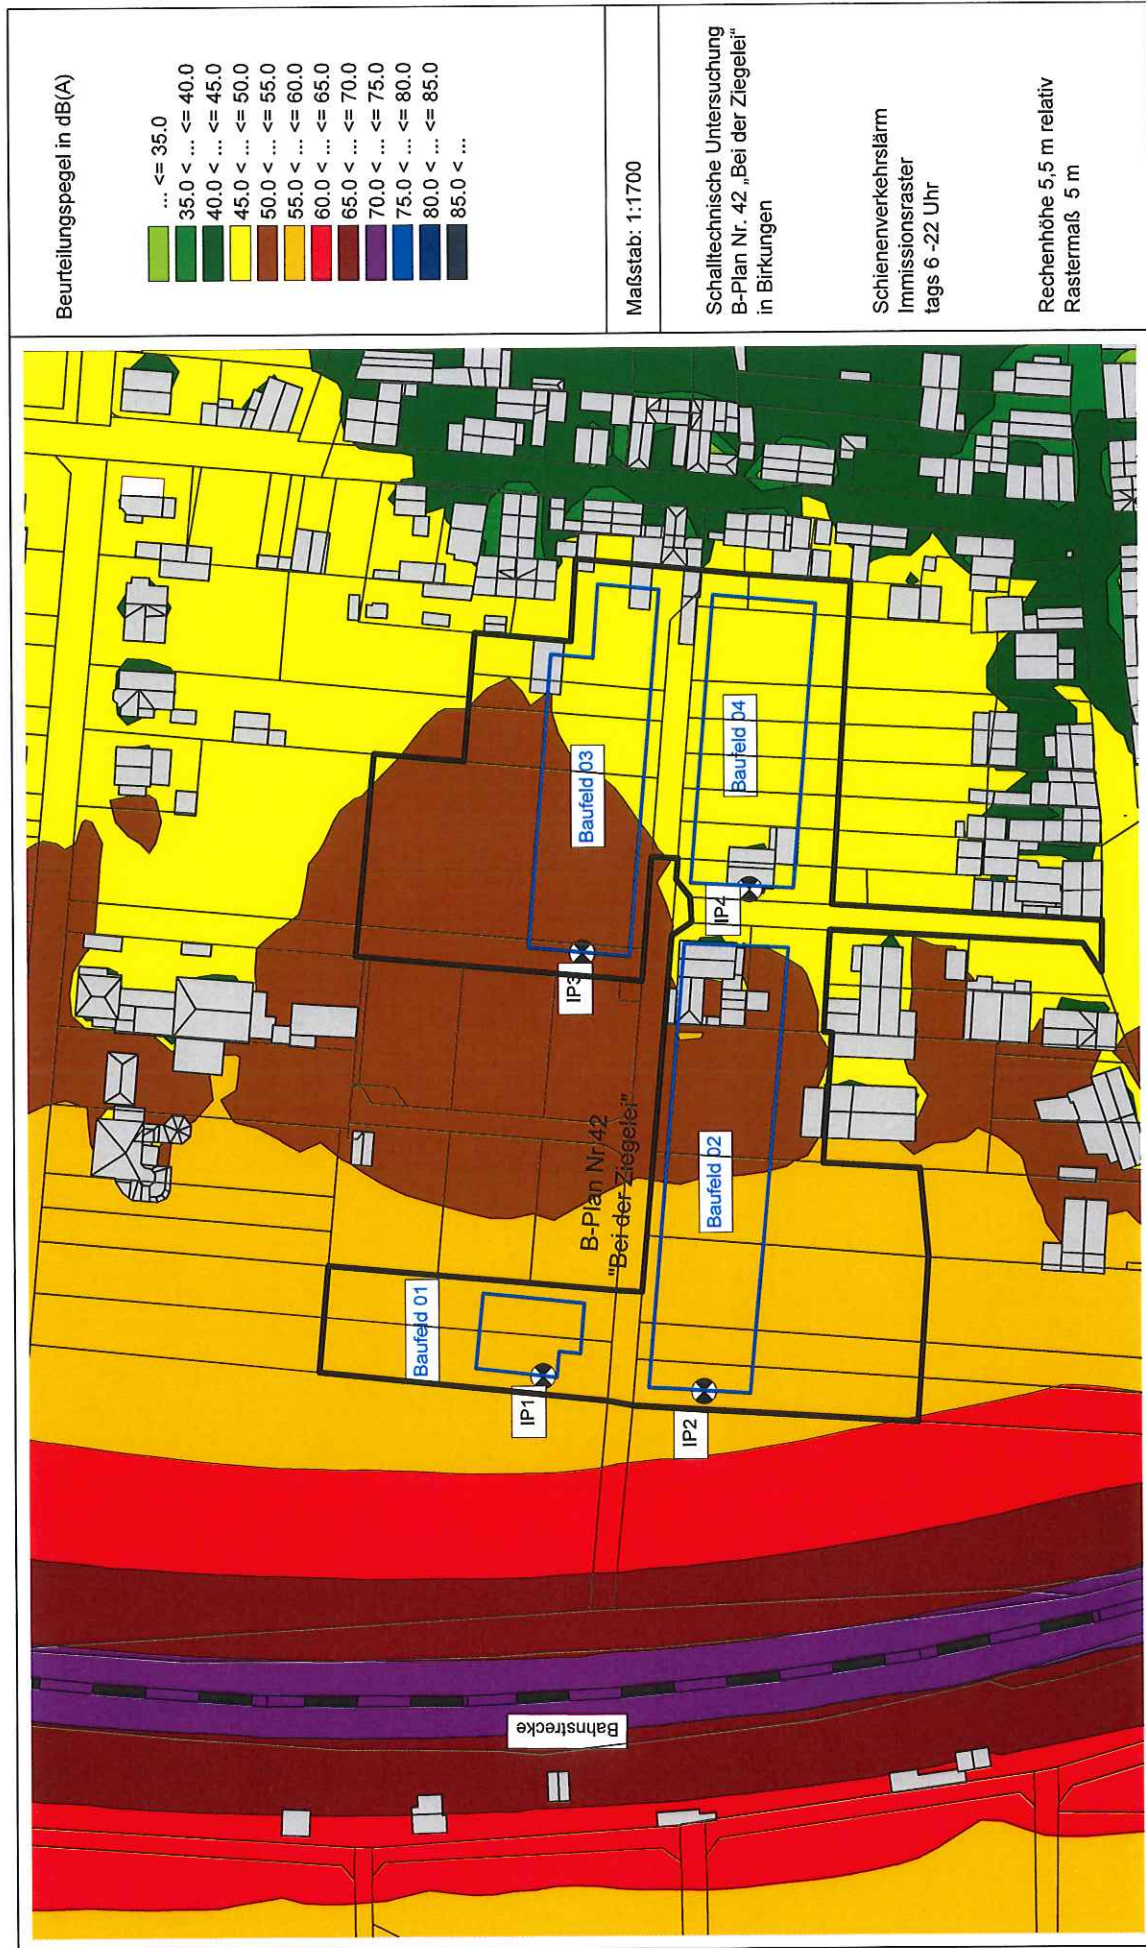 Beurteilungspegel in dB(A)
... <= 35.0
35.0 < ... <= 40.0
40.0 < ... <= 45.0
45.0 < ... <= 50.0
50.0 < ... <= 55.0
55.0 < ... <= 60.0
60.0 < ... <= 65.0
65.0 < ... <= 70.0
70.0 < ... <= 75.0
75.0 < ... <= 80.0
80.0 < ... <= 85.0
85.0 < ...
Maßstab: 1:1700
Schalltechnische Untersuchung
B-Plan Nr. 42 „Bei der Ziegelei“
in Birkungen
Schienenverkehrslärm
Immissionsraster
tags 6 -22 Uhr
Rechenhöhe 5,5 m relativ
Rastermaß 5 m
Baufeld 03
Baufeld 04
IP3
IP4
B-Plan Nr.42
"Bei der Ziegelei"
Baufeld 02
Baufeld 01
IP1
IP2
Bahnstrecke